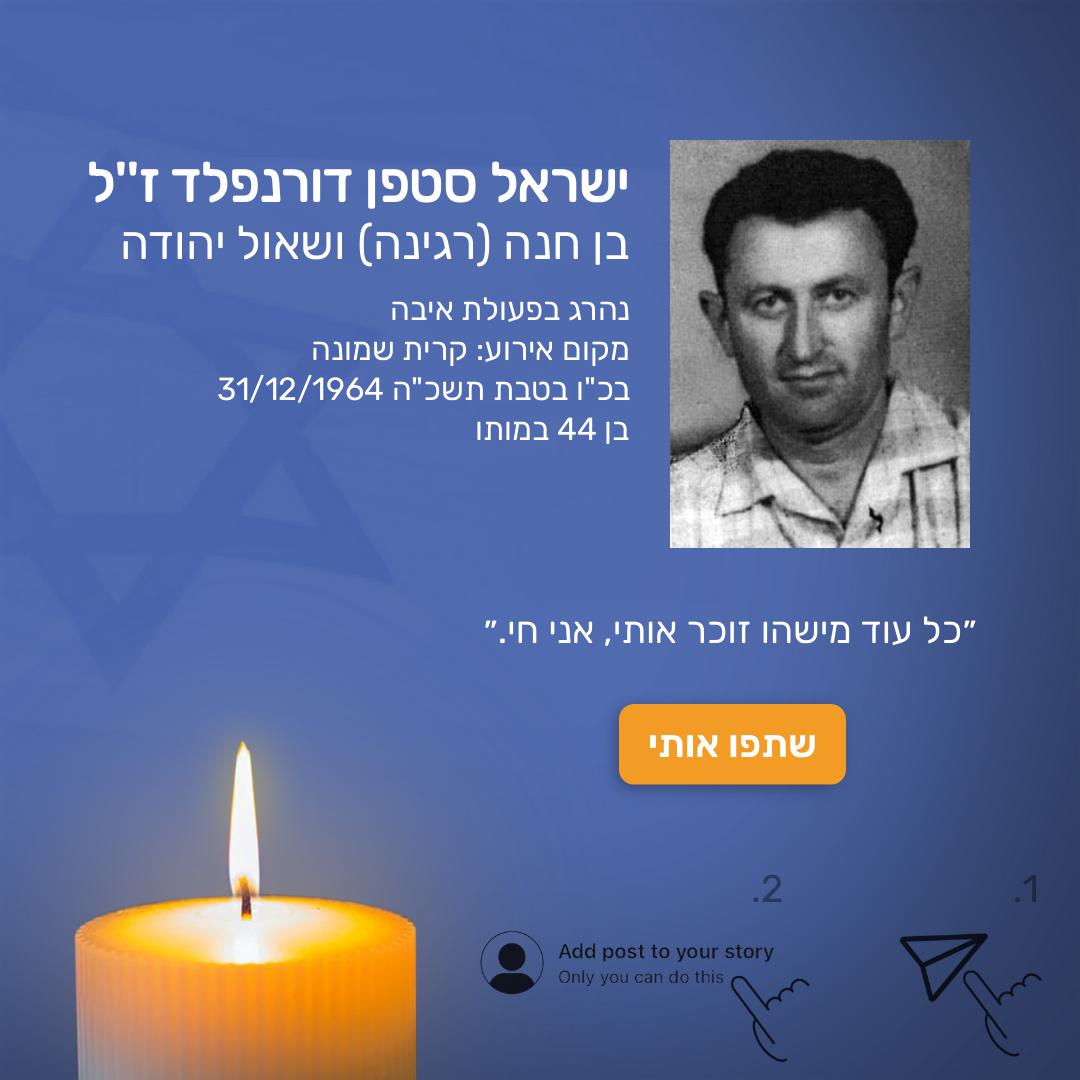 ישראל סטפן דורנפלד ז"ל
בן חנה (רגינה) ושאול יהודה
נהרג בפעולת איבה
מקום אירוע: קרית שמונה
בכ"ו בטבת תשכ"ה 31/12/1964
בן 44 במותו
״כל עוד מישהו זוכר אותי, אני חי.״
שתפו אותי
1.
2.
Add post to your story
Only you can do this